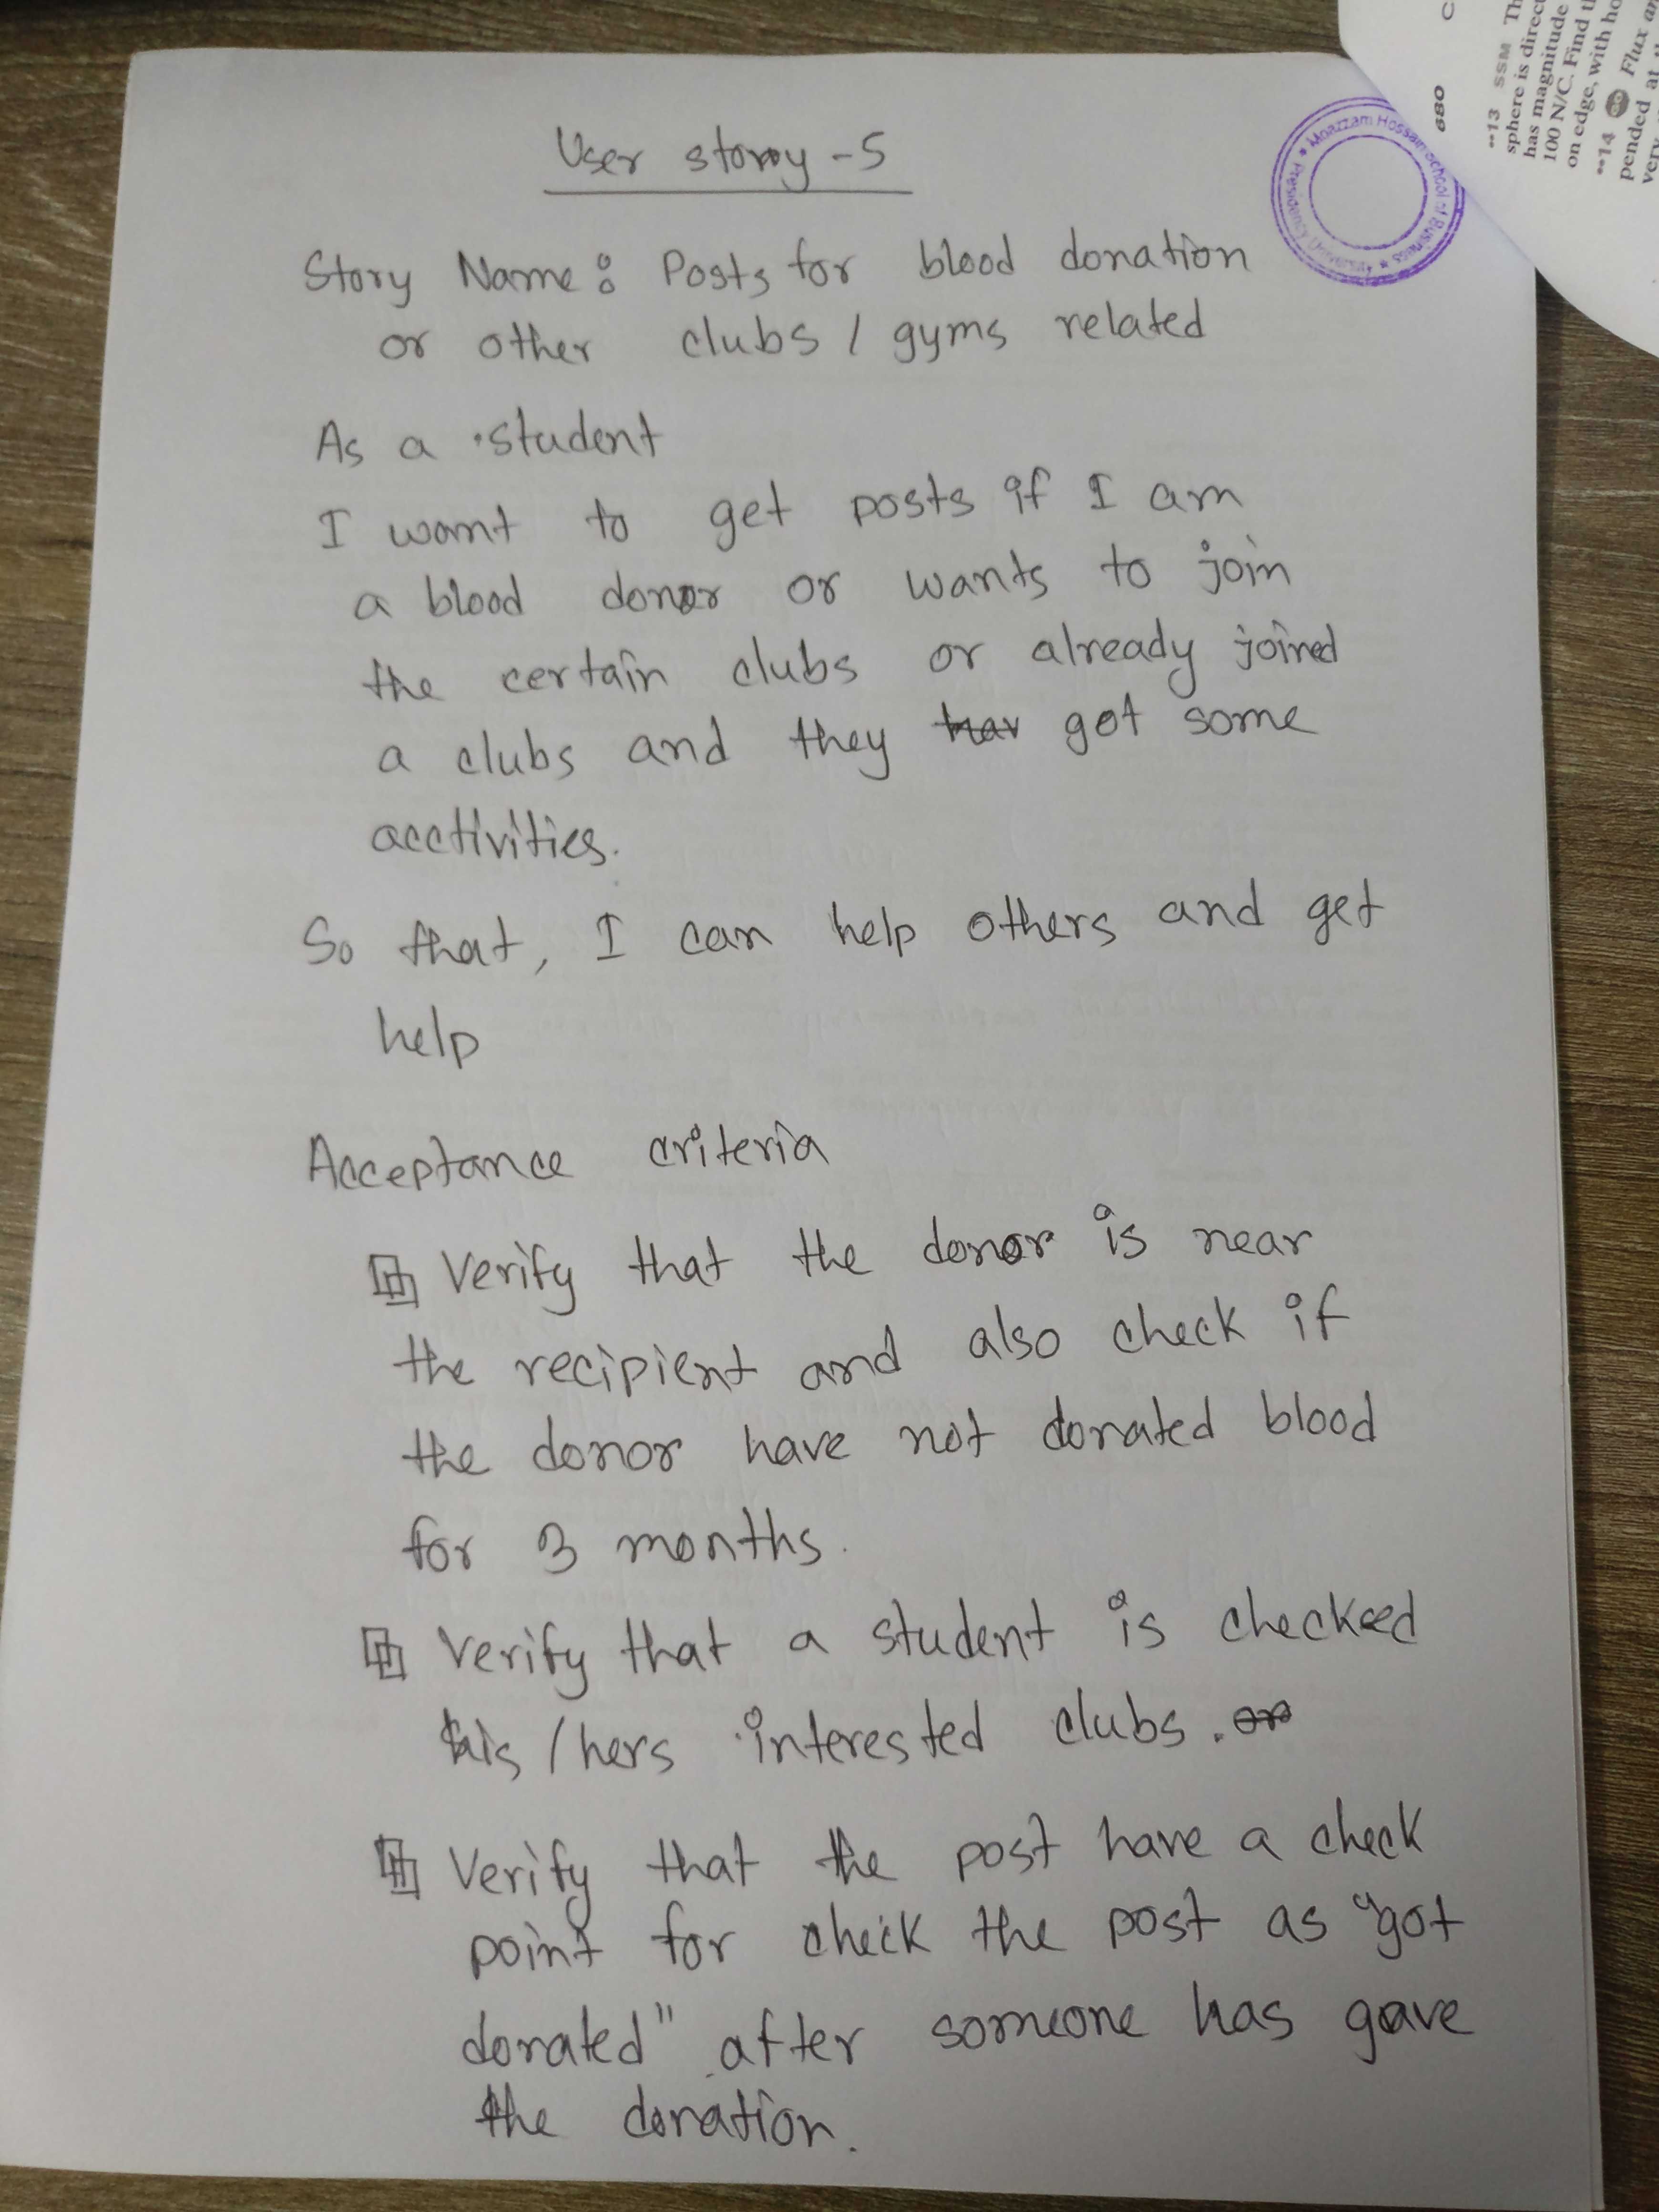 User story -5
Story Name: Posts for blood donation
or other clubs / gyms related
As a student
I want to get posts if I am
a blood donor or wants to join
the certain clubs or already joined
a clubs and they got some
acctivities.
So that, I can help others and get
help
Acceptance criteria
Verify that the donor is near
the recipient and also check if
the donor have not donated blood
for 3 months.
Verify that a student is checked
his /hers interested clubs.
Verify that the post have a check
point for check the post as "got
donated" after someone has gave
the donation.
Moazzam Hossain School of Business * Presidency University *
680
**13 SSM
sphere is direct
has magnitude
100 N/C. Find
on edge, with
**14 Flux
pended at
very